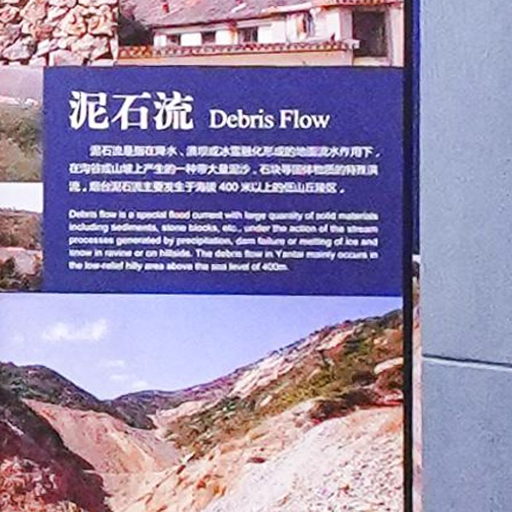 泥石流 Debris Flow
泥石流是指在降水、溃坝或冰雪融化形成的地面流水作用下，
在沟谷或山坡上产生的一种带大量泥沙、石块等固体物质的特殊洪
流。烟台泥石流主要发生于海拔 400 米以上的低山丘陵区。
Debris flow is a special flood current with large quantity of solid materials
including sediments, stone blocks, etc., under the action of the stream
processes generated by precipitation, dam failure or melting of ice and
snow in ravine or on hillside. The debris flow in Yantai mainly occurs in
the low-relief hilly area above the sea level of 400m.